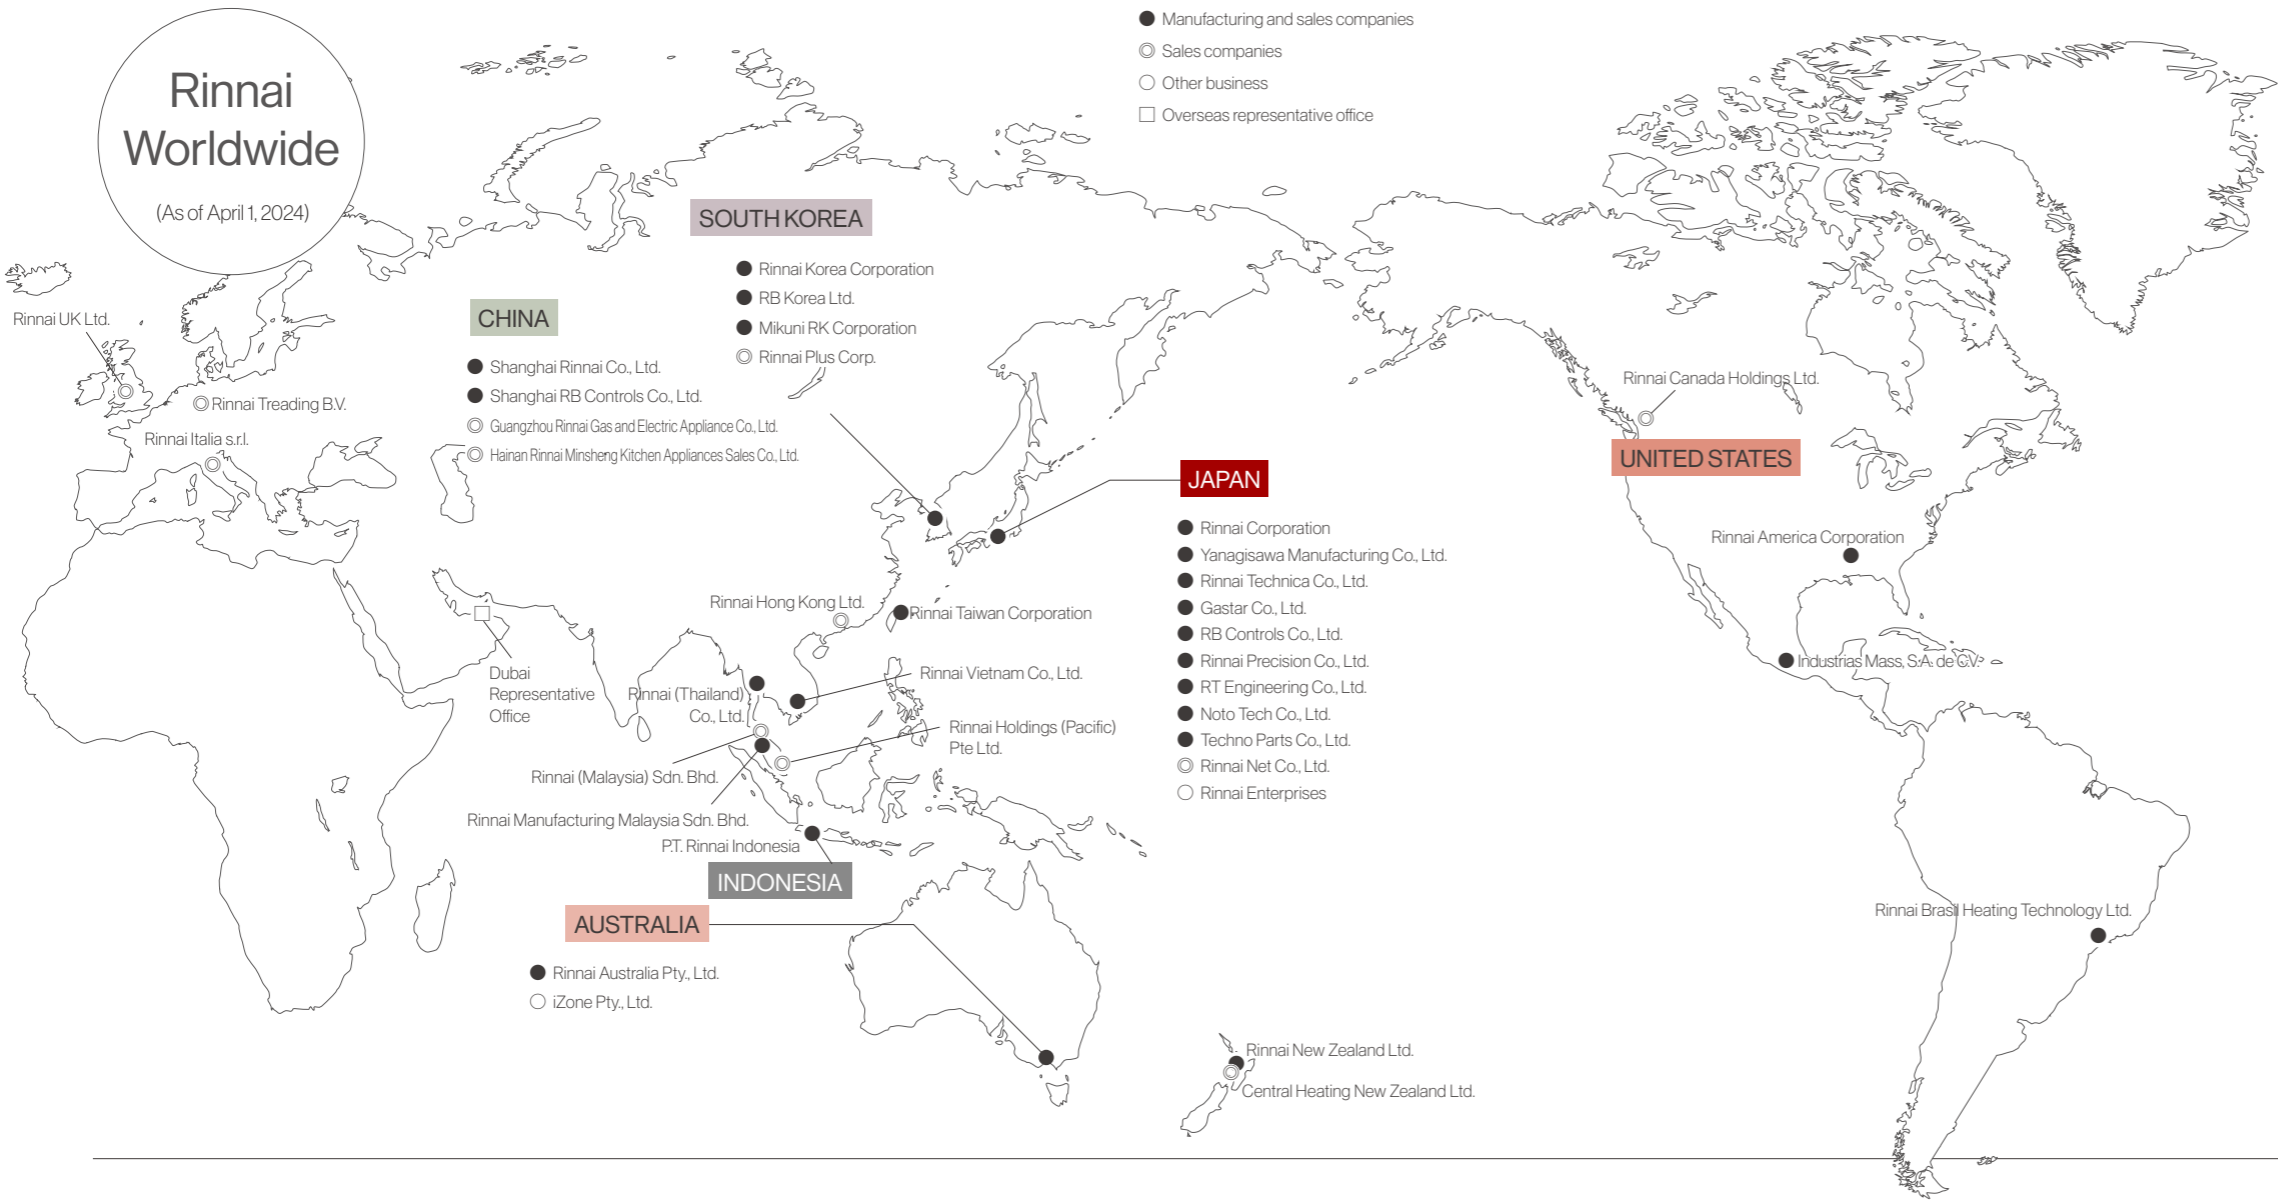 Rinnai
Worldwide
(As of April 1, 2024)
Manufacturing and sales companies
Sales companies
Other business
Overseas representative office
SOUTH KOREA
Rinnai Korea Corporation
RB Korea Ltd.
Mikuni RK Corporation
Rinnai Plus Corp.
CHINA
Shanghai Rinnai Co., Ltd.
Shanghai RB Controls Co., Ltd.
Guangzhou Rinnai Gas and Electric Appliance Co., Ltd.
Hainan Rinnai Minsheng Kitchen Appliances Sales Co., Ltd.
Rinnai UK Ltd.
Rinnai Treading B.V.
Rinnai Italia s.r.l.
Rinnai Canada Holdings Ltd.
UNITED STATES
Rinnai America Corporation
Industrias Mass, S.A. de C.V.
JAPAN
Rinnai Corporation
Yanagisawa Manufacturing Co., Ltd.
Rinnai Technica Co., Ltd.
Gastar Co., Ltd.
RB Controls Co., Ltd.
Rinnai Precision Co., Ltd.
RT Engineering Co., Ltd.
Noto Tech Co., Ltd.
Techno Parts Co., Ltd.
Rinnai Net Co., Ltd.
Rinnai Enterprises
Rinnai Hong Kong Ltd.
Rinnai Taiwan Corporation
Dubai
Representative
Office
Rinnai (Thailand)
Co., Ltd.
Rinnai Vietnam Co., Ltd.
Rinnai Holdings (Pacific)
Pte Ltd.
Rinnai (Malaysia) Sdn. Bhd.
Rinnai Manufacturing Malaysia Sdn. Bhd.
P.T. Rinnai Indonesia
INDONESIA
AUSTRALIA
Rinnai Australia Pty., Ltd.
iZone Pty., Ltd.
Rinnai Brasil Heating Technology Ltd.
Rinnai New Zealand Ltd.
Central Heating New Zealand Ltd.